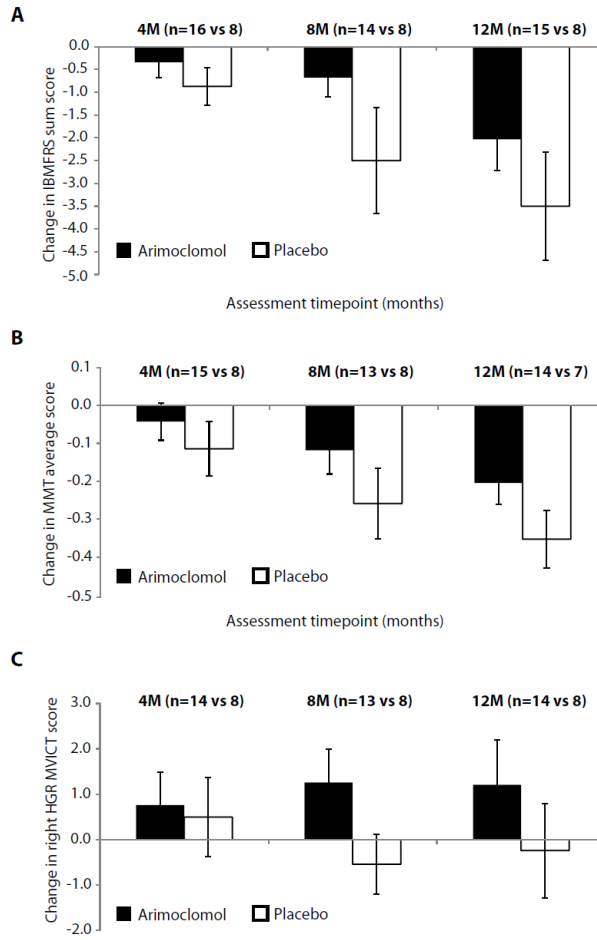 A
4M (n=16 vs 8) 8M (n=14 vs 8) 12M (n=15 vs 8)
Change in IBMFRS sum score
0.0
-0.5
-1.0
-1.5
-2.0
-2.5
-3.0
-3.5
-4.0
-4.5
-5.0
Arimoclomol Placebo
Assessment timepoint (months)
B
4M (n=15 vs 8) 8M (n=13 vs 8) 12M (n=14 vs 7)
Change in MMT average score
0.1
0.0
-0.1
-0.2
-0.3
-0.4
-0.5
Arimoclomol Placebo
Assessment timepoint (months)
C
4M (n=14 vs 8) 8M (n=13 vs 8) 12M (n=14 vs 8)
Change in right HGR MVICT score
3.0
2.0
1.0
0.0
-1.0
-2.0
Arimoclomol Placebo